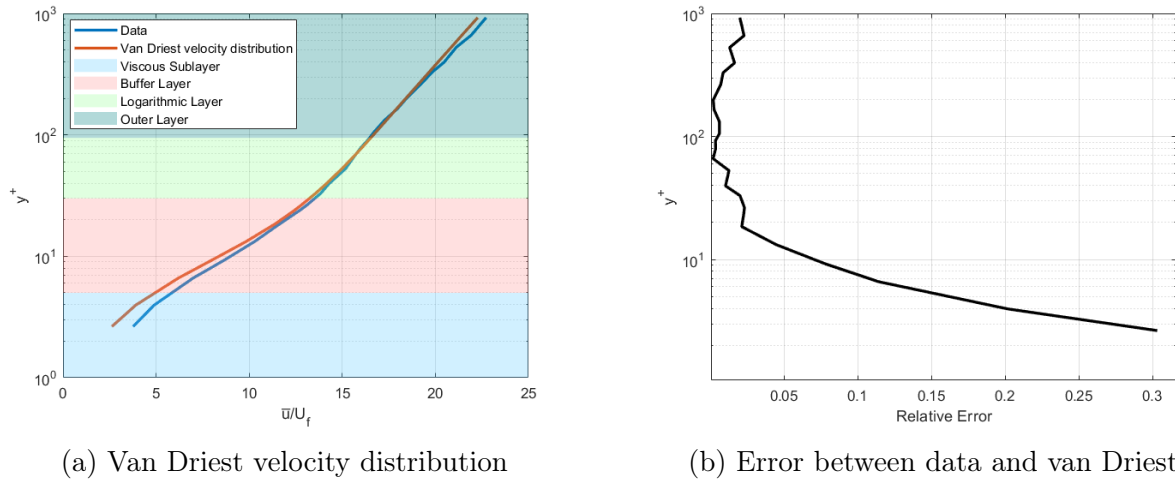 10³
10²
10¹
10⁰
y⁺
Data
Van Driest velocity distribution
Viscous Sublayer
Buffer Layer
Logarithmic Layer
Outer Layer
0 5 10 15 20 25
u̅/U_f
(a) Van Driest velocity distribution
10³
10²
10¹
y⁺
0.05 0.1 0.15 0.2 0.25 0.3
Relative Error
(b) Error between data and van Driest